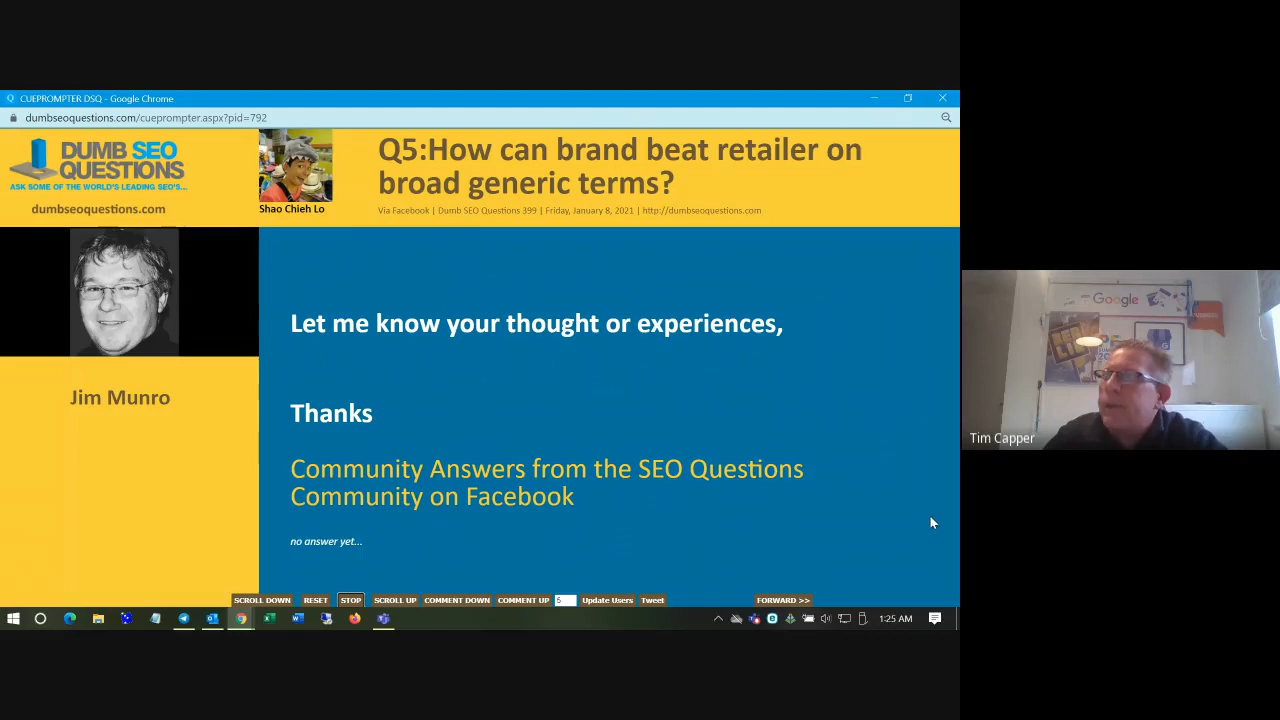 CUEPROMPTER DSQ - Google Chrome
dumbseoquestions.com/cueprompter.aspx?pid=792
DUMB SEO
QUESTIONS
ASK SOME OF THE WORLD'S LEADING SEO'S...
dumbseoquestions.com
Shao Chieh Lo
Q5:How can brand beat retailer on
broad generic terms?
Via Facebook | Dumb SEO Questions 399 | Friday, January 8, 2021 | http://dumbseoquestions.com
Jim Munro
Let me know your thought or experiences,
Thanks
Community Answers from the SEO Questions
Community on Facebook
no answer yet...
Google
Tim Capper
SCROLL DOWN RESET STOP SCROLL UP COMMENT DOWN COMMENT UP 6 Update Users Tweet FORWARD >>
1:25 AM